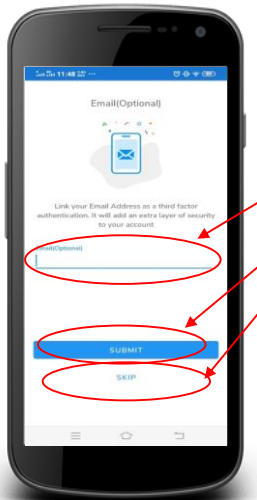 11:48
Email(Optional)
Link your Email Address as a third factor
authentication. It will add an extra layer of security
to your account
Email(Optional)
SUBMIT
SKIP